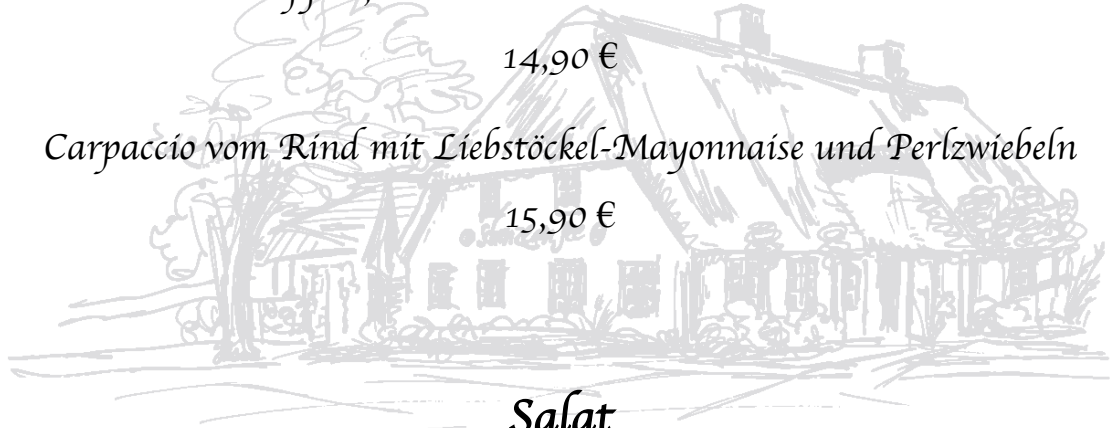 14,90 €
Carpaccio vom Rind mit Liebstöckel-Mayonnaise und Perlzwiebeln
15,90 €
Salat